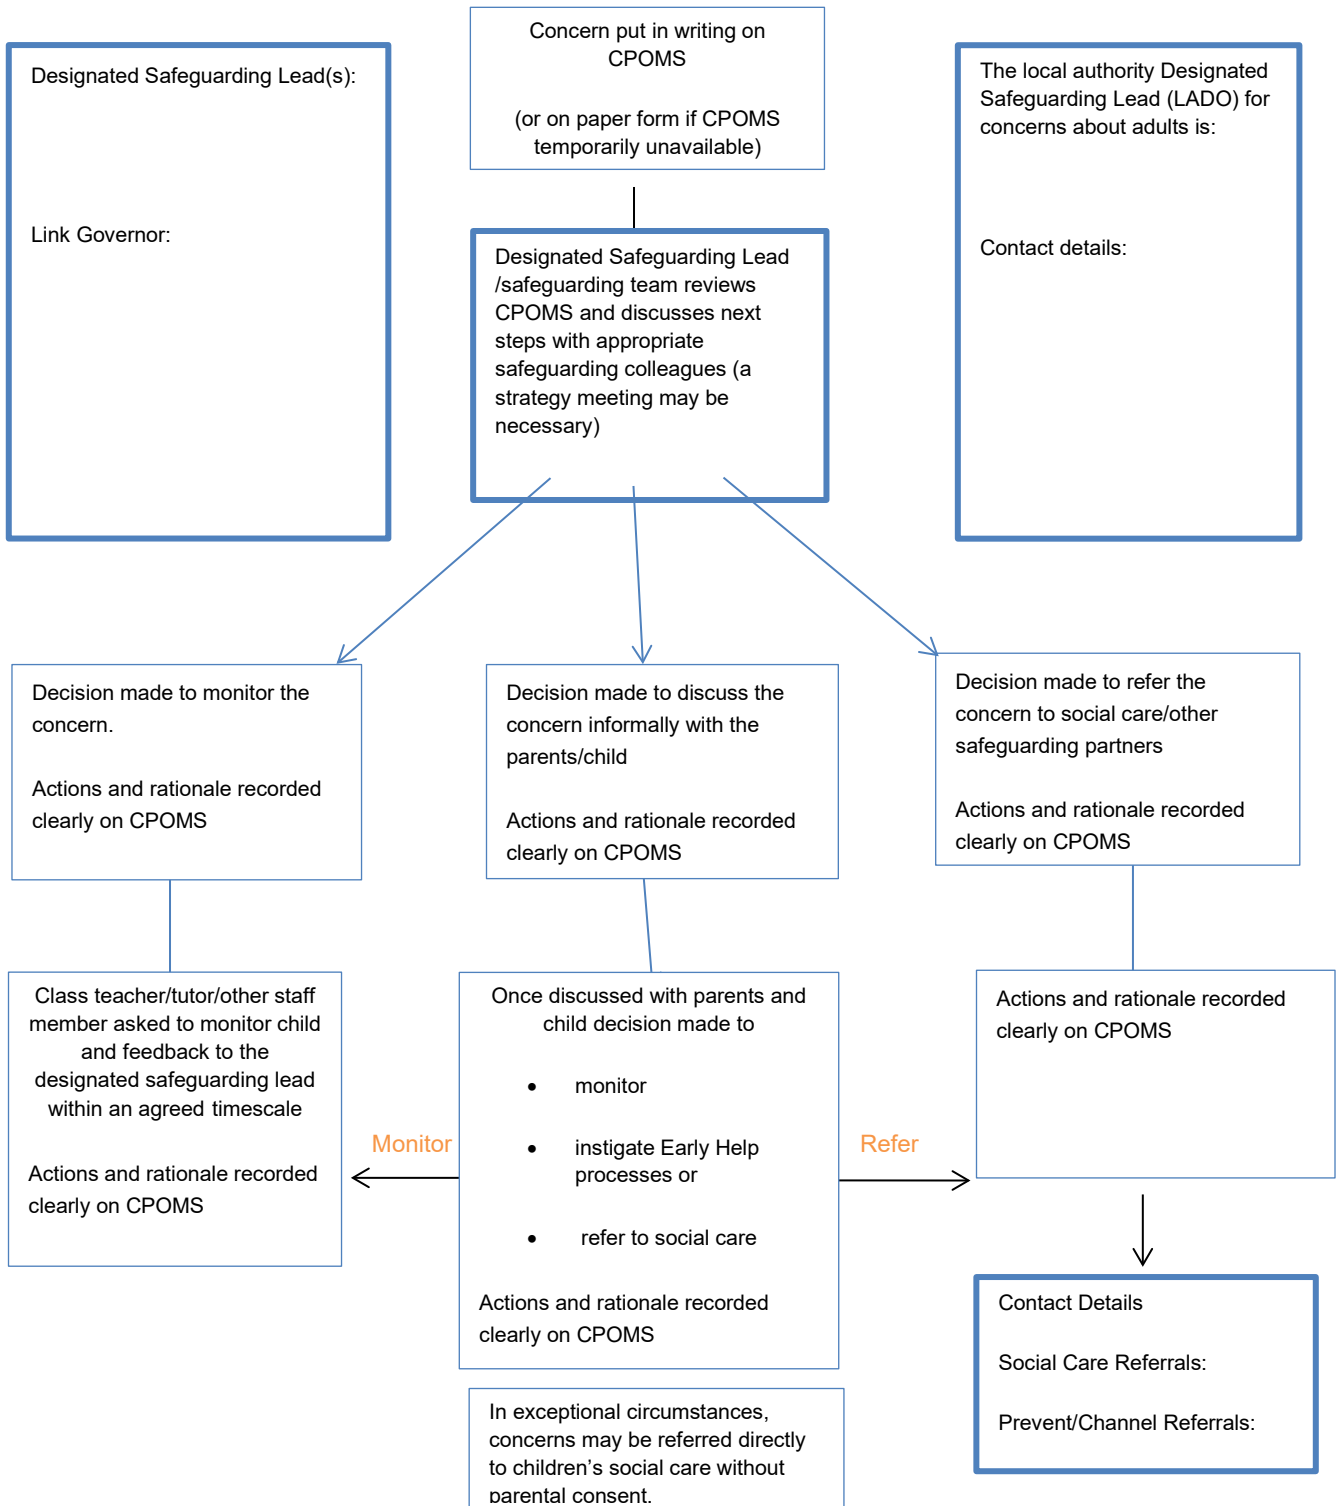 Concern put in writing on
CPOMS
(or on paper form if CPOMS
temporarily unavailable)
Designated Safeguarding Lead(s):
Link Governor:
The local authority Designated
Safeguarding Lead (LADO) for
concerns about adults is:
Contact details:
Designated Safeguarding Lead
/safeguarding team reviews
CPOMS and discusses next
steps with appropriate
safeguarding colleagues (a
strategy meeting may be
necessary)
Decision made to monitor the
concern.
Actions and rationale recorded
clearly on CPOMS
Decision made to discuss the
concern informally with the
parents/child
Actions and rationale recorded
clearly on CPOMS
Decision made to refer the
concern to social care/other
safeguarding partners
Actions and rationale recorded
clearly on CPOMS
Class teacher/tutor/other staff
member asked to monitor child
and feedback to the
designated safeguarding lead
within an agreed timescale
Actions and rationale recorded
clearly on CPOMS
Monitor
Once discussed with parents and
child decision made to
• monitor
• instigate Early Help
processes or
• refer to social care
Actions and rationale recorded
clearly on CPOMS
Refer
Actions and rationale recorded
clearly on CPOMS
Contact Details
Social Care Referrals:
Prevent/Channel Referrals:
In exceptional circumstances,
concerns may be referred directly
to children's social care without
parental consent.